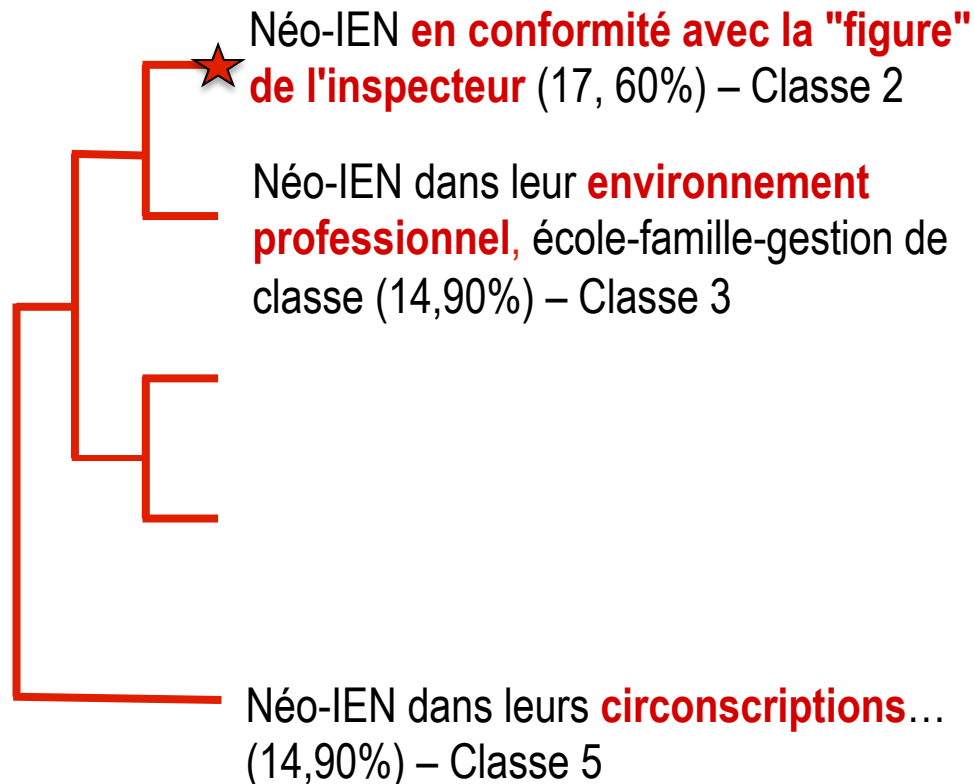 Néo-IEN en conformité avec la "figure"
de l'inspecteur (17, 60%) – Classe 2
Néo-IEN dans leur environnement
professionnel, école-famille-gestion de
classe (14,90%) – Classe 3
Néo-IEN dans leurs circonscriptions…
(14,90%) – Classe 5